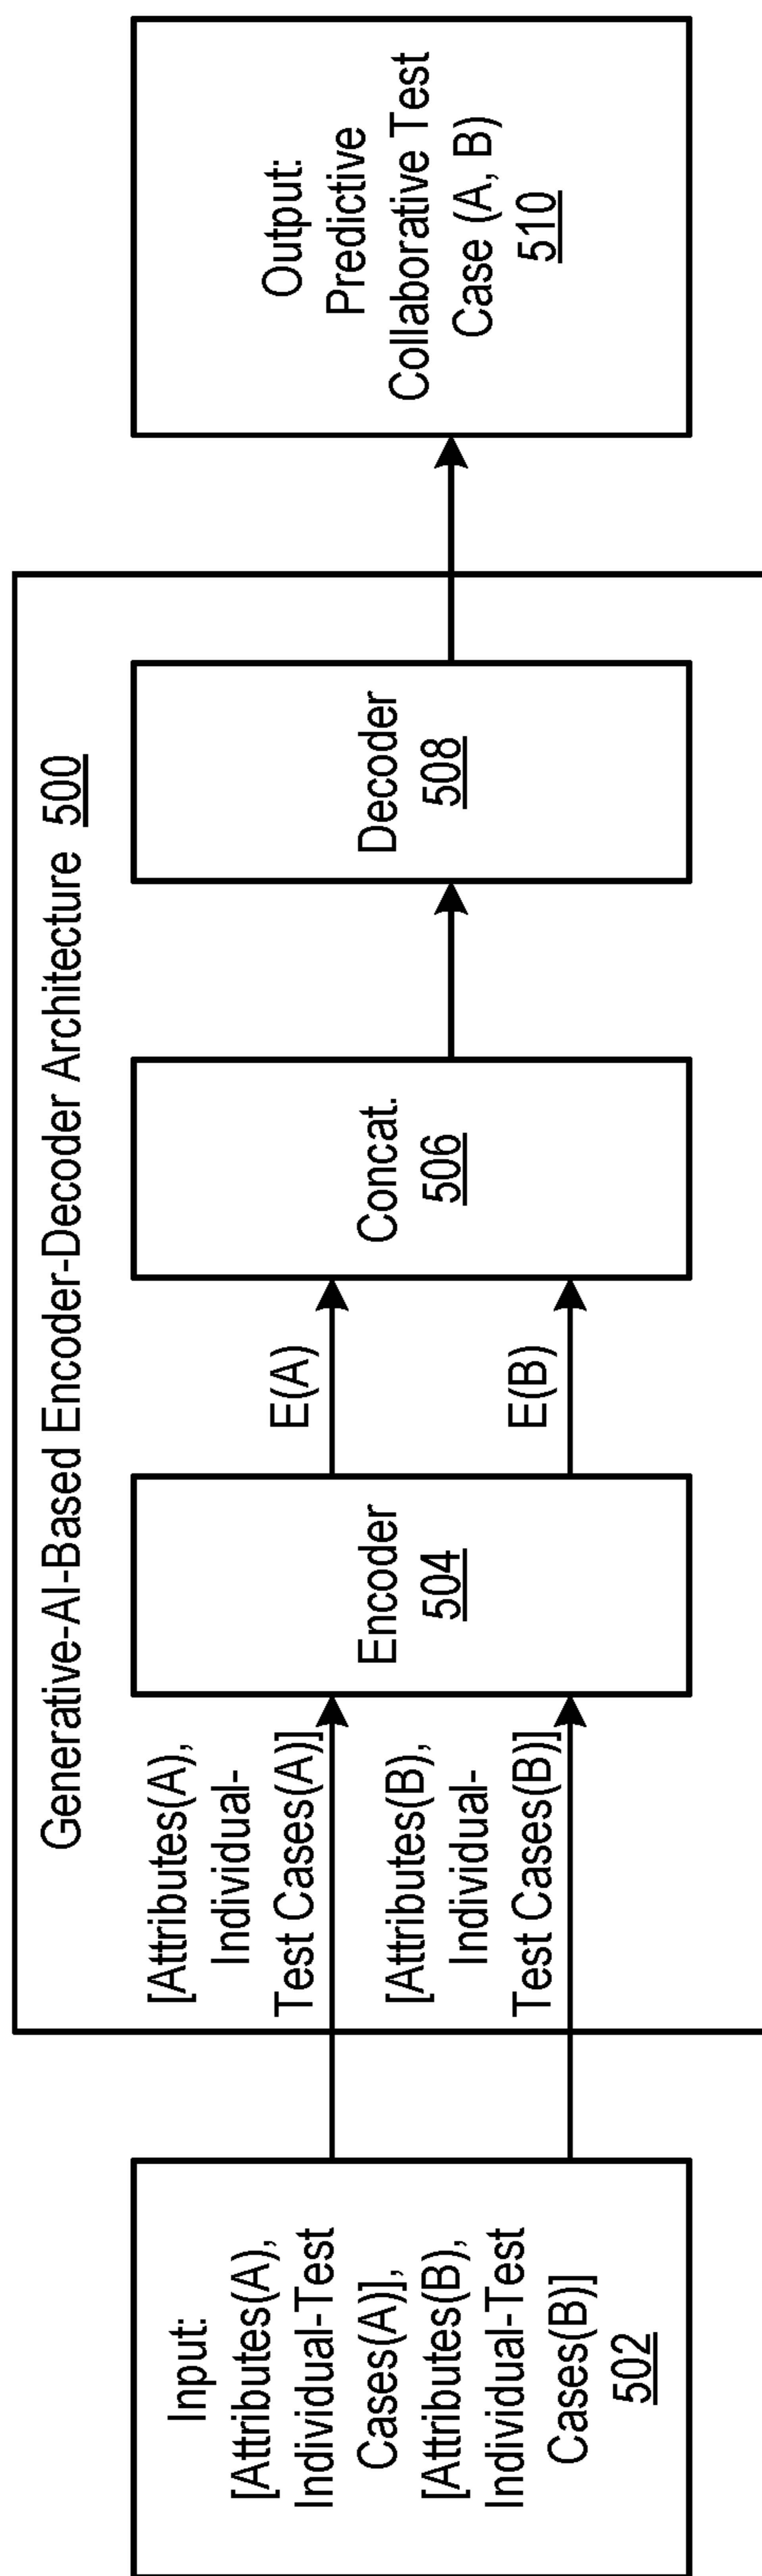 Generative-AI-Based Encoder-Decoder Architecture 500
Input:
[Attributes(A),
Individual-Test
Cases(A)],
[Attributes(B),
Individual-Test
Cases(B)]
502
[Attributes(A),
Individual-
Test Cases(A)]
[Attributes(B),
Individual-
Test Cases(B)]
Encoder
504
E(A)
E(B)
Concat.
506
Decoder
508
Output:
Predictive
Collaborative Test
Case (A, B)
510